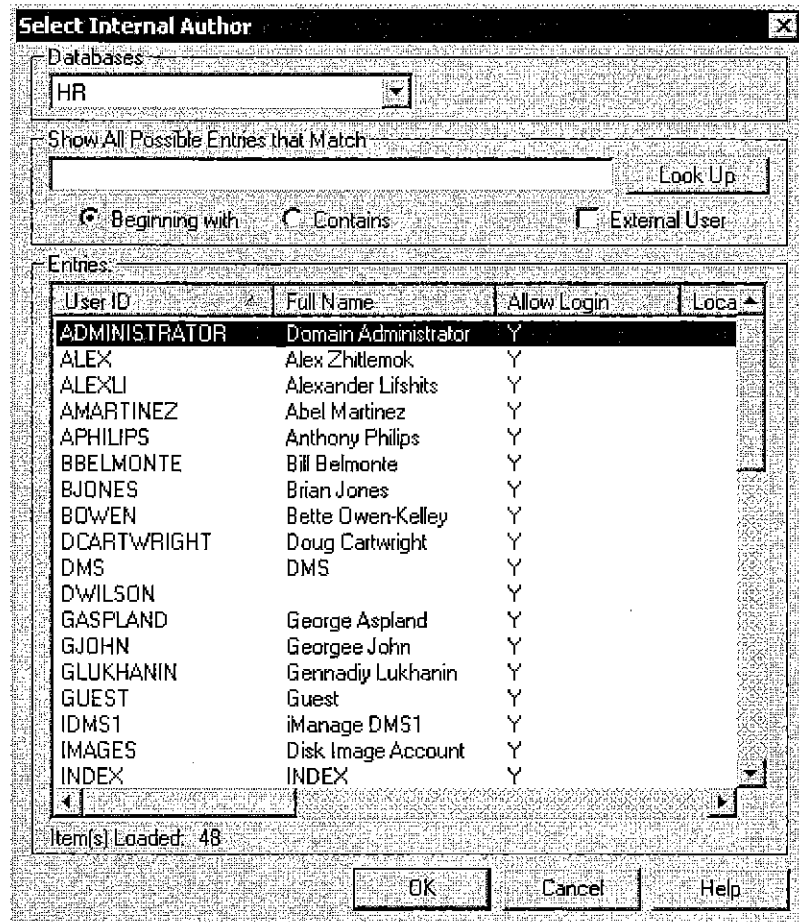 Select Internal Author
Databases
HR
Show All Possible Entries that Match
Look Up
Beginning with Contains External User
Entries:
User ID Full Name Allow Login Loca
ADMINISTRATOR Domain Administrator Y
ALEX Alex Zhitlemok Y
ALEXLI Alexander Lifshits Y
AMARTINEZ Abel Martinez Y
APHILIPS Anthony Philips Y
BBELMONTE Bill Belmonte Y
BJONES Brian Jones Y
BOWEN Bette Owen-Kelley Y
DCARTWRIGHT Doug Cartwright Y
DMS DMS Y
DWILSON Y
GASPLAND George Aspland Y
GJOHN Georgee John Y
GLUKHANIN Gennadiy Lukhanin Y
GUEST Guest Y
IDMS1 iManage DMS1 Y
IMAGES Disk Image Account Y
INDEX INDEX Y
Item(s) Loaded: 48
OK Cancel Help